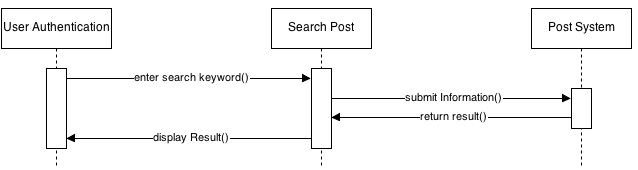 User Authentication
Search Post
Post System
enter search keyword()
submit Information()
return result()
display Result()